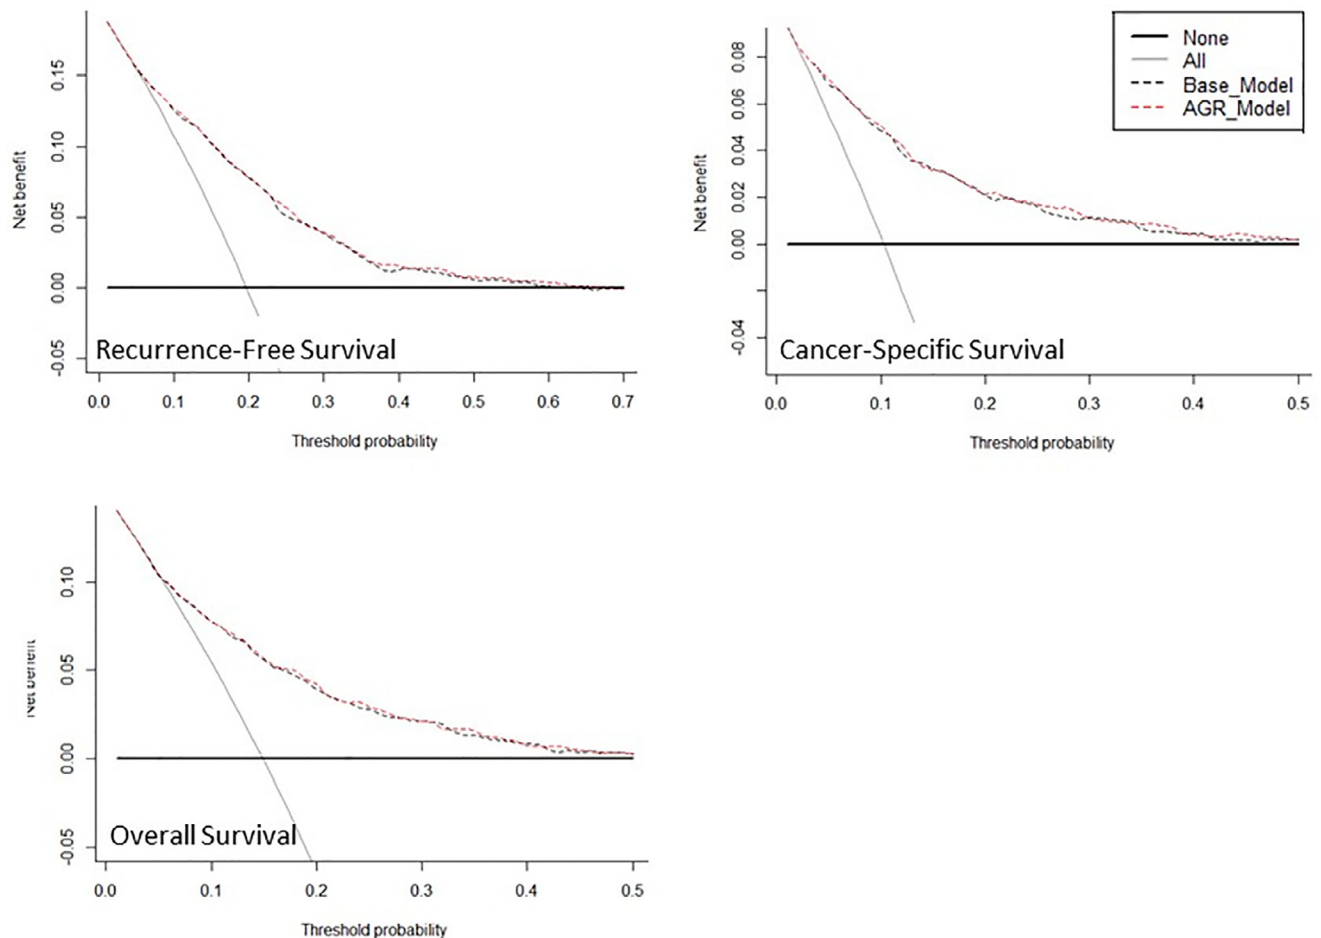 Net benefit
0.15
0.10
0.05
0.00
-0.05
Recurrence-Free Survival
0.0 0.1 0.2 0.3 0.4 0.5 0.6 0.7
Threshold probability
None
All
Base_Model
AGR_Model
Net benefit
0.08
0.06
0.04
0.02
0.00
-0.04
Cancer-Specific Survival
0.0 0.1 0.2 0.3 0.4 0.5
Threshold probability
Net benefit
0.10
0.05
0.00
-0.05
Overall Survival
0.0 0.1 0.2 0.3 0.4 0.5
Threshold probability